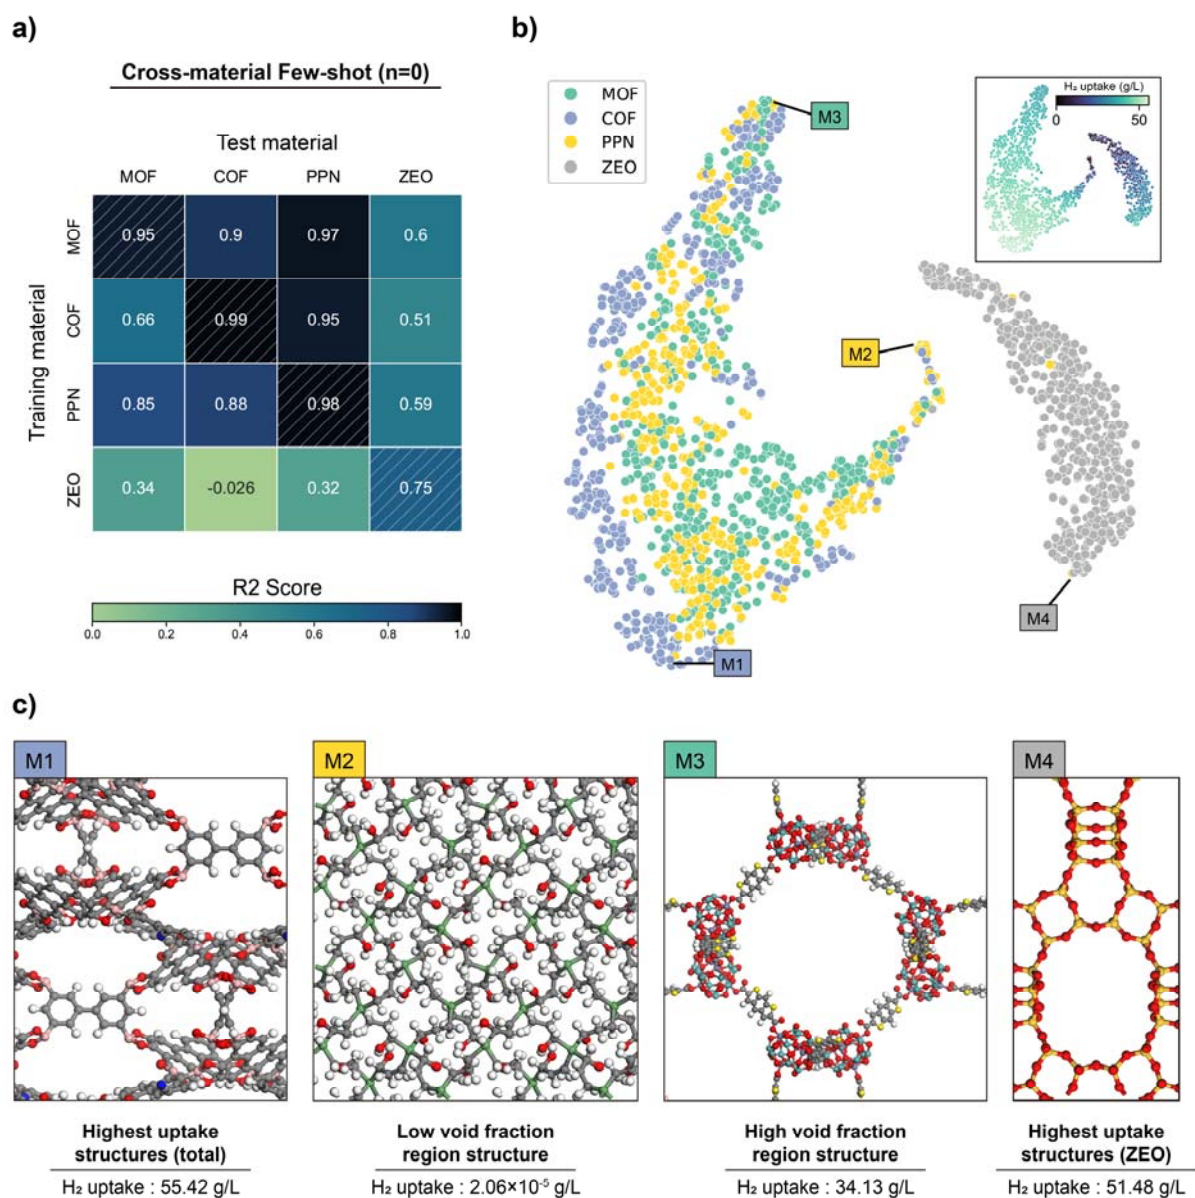 a)
Cross-material Few-shot (n=0)
Test material
MOF COF PPN ZEO
Training material
MOF 0.95 0.9 0.97 0.6
COF 0.66 0.99 0.95 0.51
PPN 0.85 0.88 0.98 0.59
ZEO 0.34 -0.026 0.32 0.75
R2 Score
0.0 0.2 0.4 0.6 0.8 1.0
b)
MOF
COF
PPN
ZEO
M3
H₂ uptake (g/L)
0 50
M2
M4
M1
c)
M1
M2
M3
M4
Highest uptake
structures (total)
H₂ uptake : 55.42 g/L
Low void fraction
region structure
H₂ uptake : 2.06×10⁻⁵ g/L
High void fraction
region structure
H₂ uptake : 34.13 g/L
Highest uptake
structures (ZEO)
H₂ uptake : 51.48 g/L